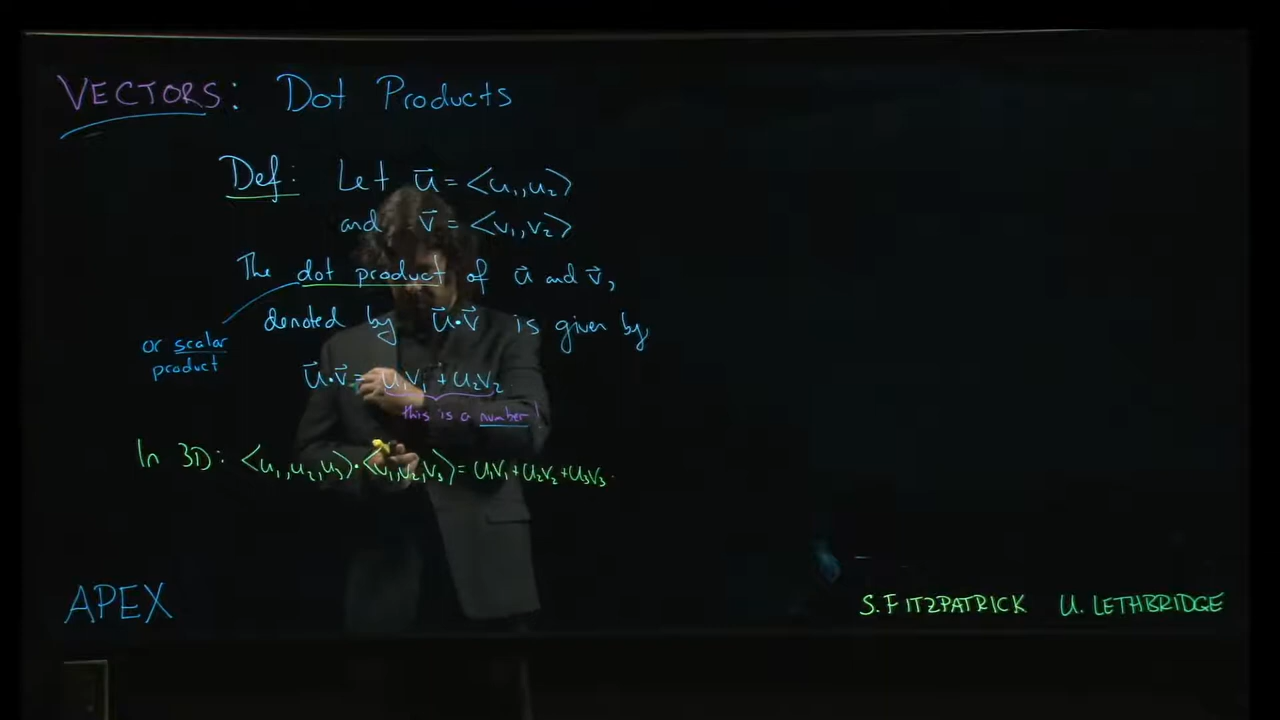 VECTORS: Dot Products
Def: Let u⃗ = <u₁, u₂>
and v⃗ = <v₁, v₂>
The dot product of u⃗ and v⃗,
denoted by u⃗·v⃗ is given by,
or scalar
product
u⃗·v⃗ = u₁v₁ + u₂v₂
this is a number!
In 3D: <u₁, u₂, u₃>·<v₁, v₂, v₃> = u₁v₁ + u₂v₂ + u₃v₃.
APEX
S. FITZPATRICK U. LETHBRIDGE